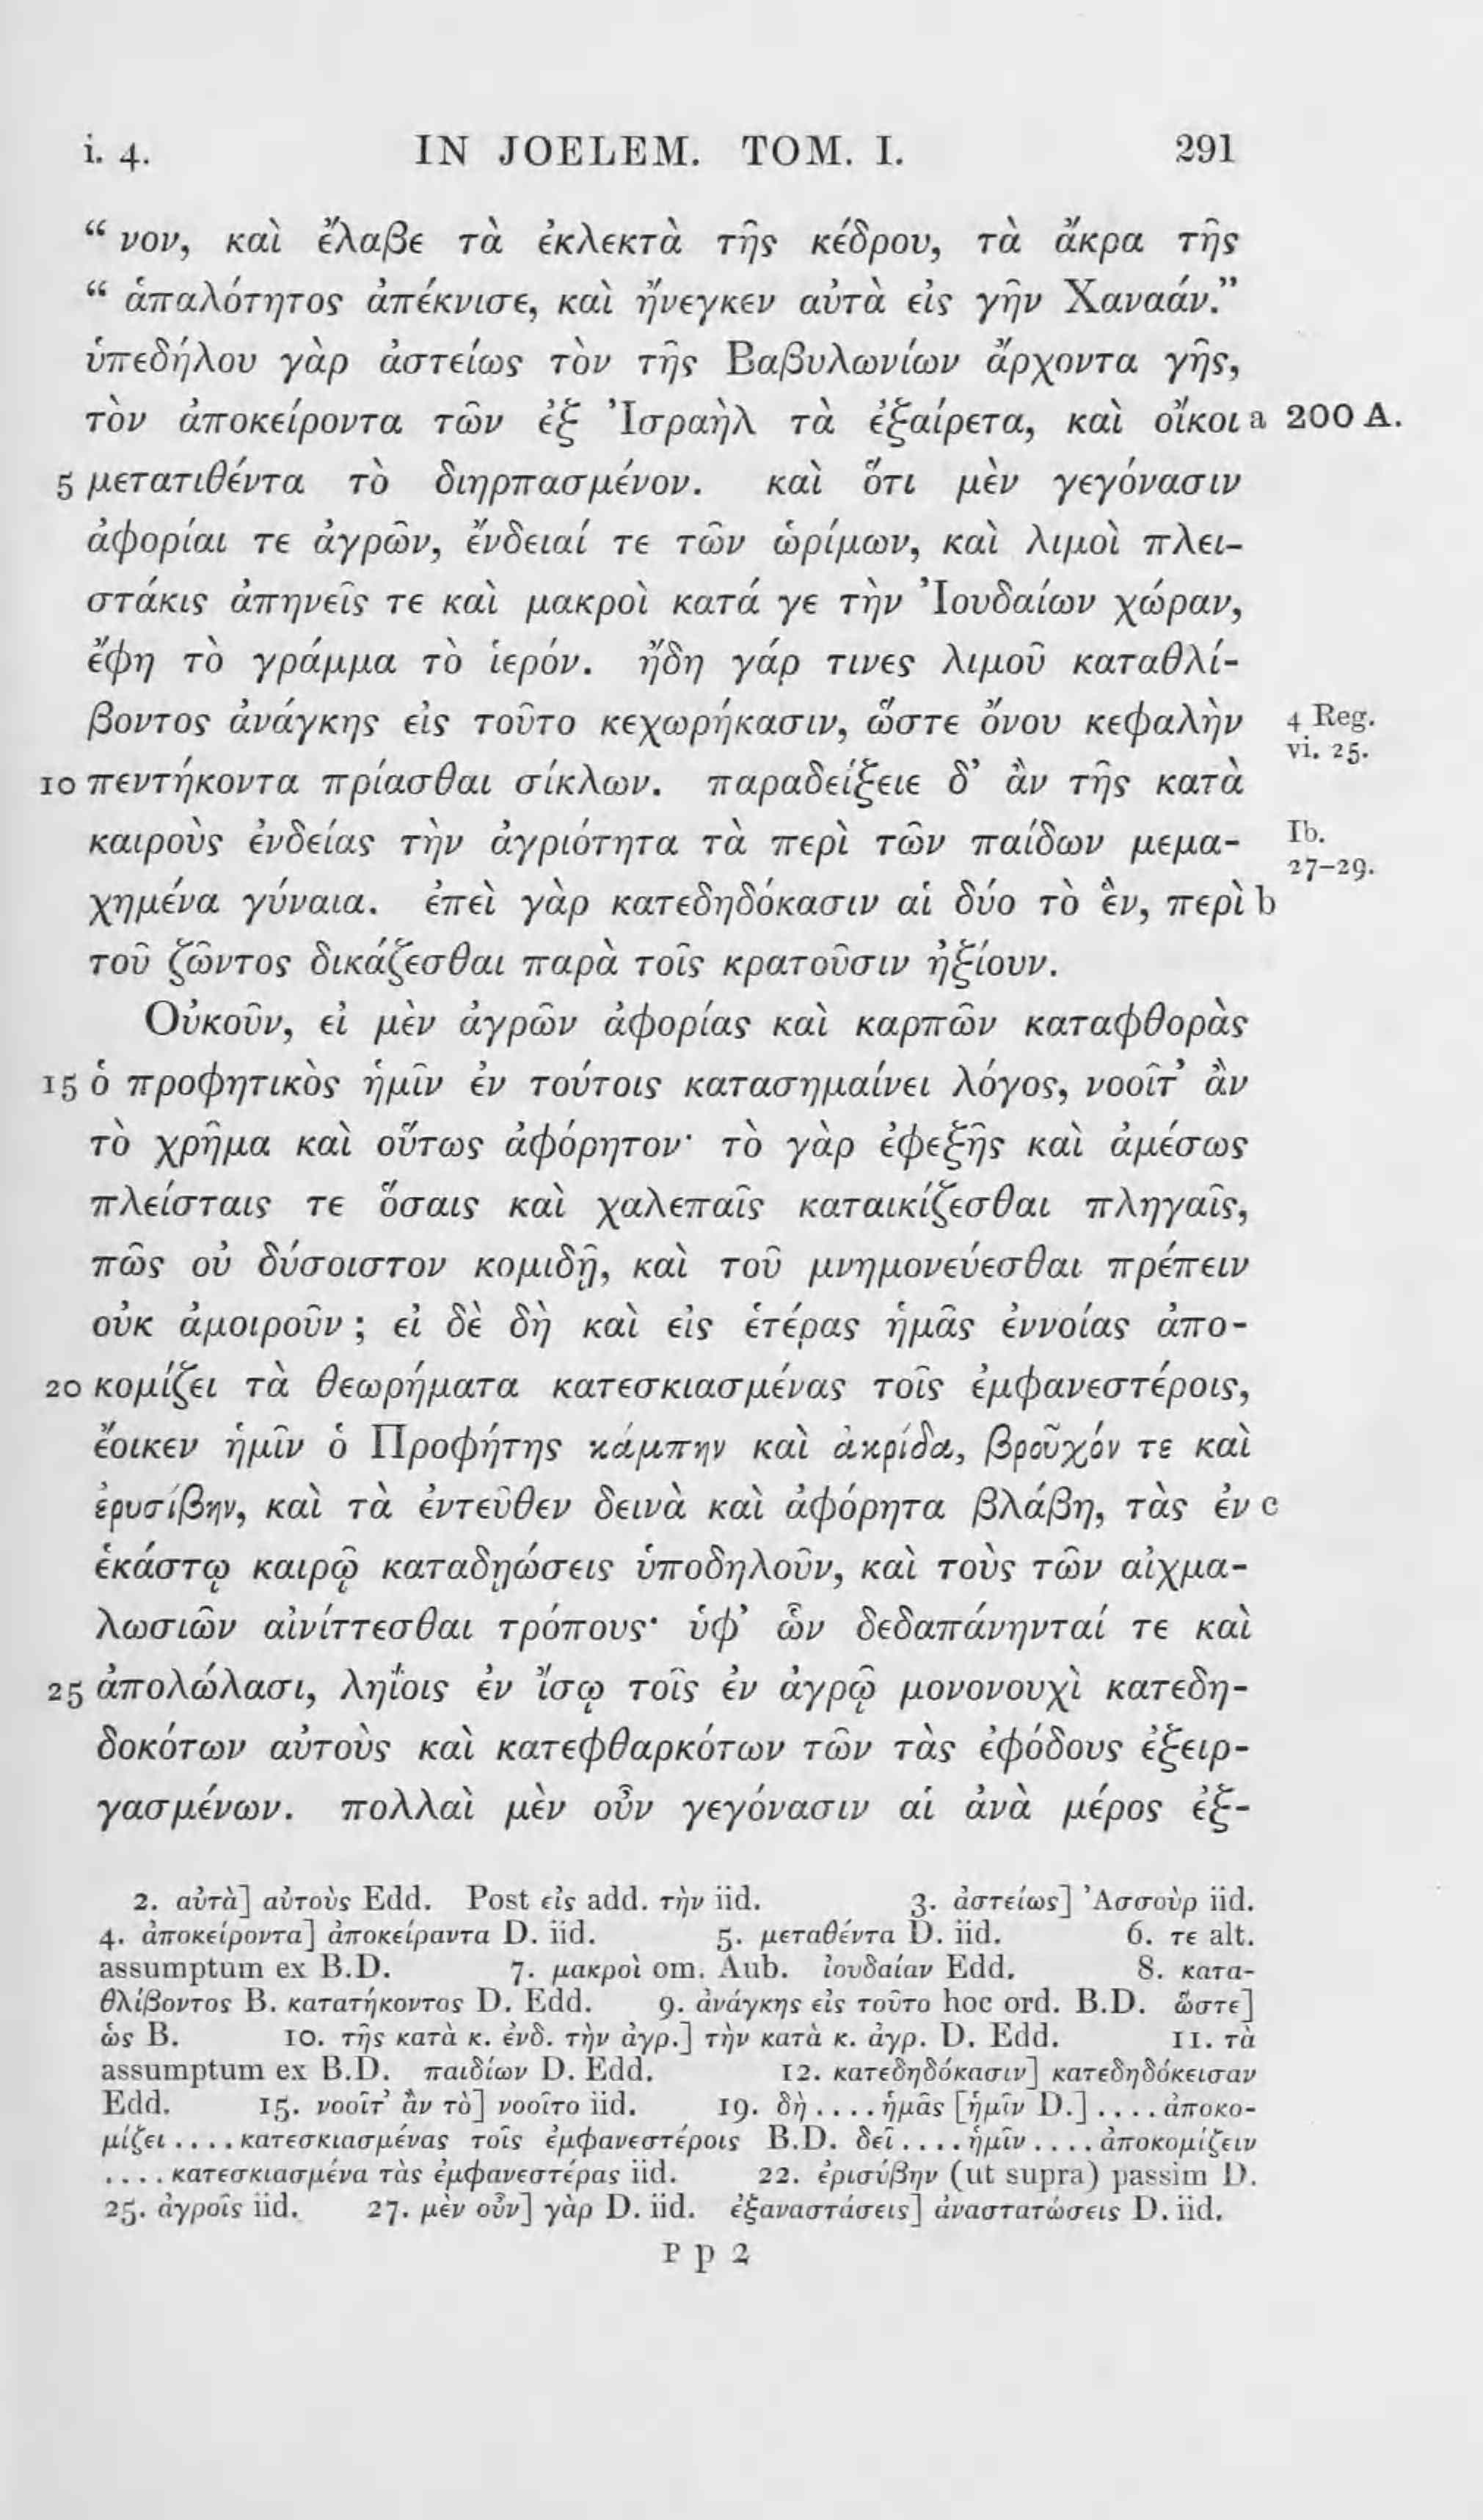 i. 4. IN JOELEM. TOM. I. 291
“ νον, καὶ ἔλαβε τὰ ἐκλεκτὰ τῆς κέδρου, τὰ ἄκρα τῆς
“ ἁπαλότητος ἀπέκνισε, καὶ ἤνεγκεν αὐτὰ εἰς γῆν Χαναάν.”
ὑπεδήλου γὰρ ἀστείως τὸν τῆς Βαβυλωνίων ἄρχοντα γῆς,
τὸν ἀποκείροντα τῶν ἐξ Ἰσραὴλ τὰ ἐξαίρετα, καὶ οἴκοι a 200 A.
5 μετατιθέντα τὸ διηρπασμένον. καὶ ὅτι μὲν γεγόνασιν
ἀφορίαι τε ἀγρῶν, ἔνδειαί τε τῶν ὡρίμων, καὶ λιμοὶ πλει-
στάκις ἀπηνεῖς τε καὶ μακροὶ κατά γε τὴν Ἰουδαίων χώραν,
ἔφη τὸ γράμμα τὸ ἱερόν. ἤδη γάρ τινες λιμοῦ καταθλί-
βοντος ἀνάγκης εἰς τοῦτο κεχωρήκασιν, ὥστε ὄνου κεφαλὴν 4 Reg.
vi. 25.
10 πεντήκοντα πρίασθαι σίκλων. παραδείξειε δ’ ἂν τῆς κατὰ
καιροὺς ἐνδείας τὴν ἀγριότητα τὰ περὶ τῶν παίδων μεμα- Ib.
27-29.
χημένα γύναια. ἐπεὶ γὰρ κατεδηδόκασιν αἱ δύο τὸ ἓν, περὶ b
τοῦ ζῶντος δικάζεσθαι παρὰ τοῖς κρατοῦσιν ἠξίουν.
Οὐκοῦν, εἰ μὲν ἀγρῶν ἀφορίας καὶ καρπῶν καταφθορὰς
15 ὁ προφητικὸς ἡμῖν ἐν τούτοις κατασημαίνει λόγος, νοοῖτ’ ἂν
τὸ χρῆμα καὶ οὕτως ἀφόρητον· τὸ γὰρ ἐφεξῆς καὶ ἀμέσως
πλείσταις τε ὅσαις καὶ χαλεπαῖς καταικίζεσθαι πληγαῖς,
πῶς οὐ δύσοιστον κομιδῇ, καὶ τοῦ μνημονεύεσθαι πρέπειν
οὐκ ἀμοιροῦν ; εἰ δὲ δὴ καὶ εἰς ἑτέρας ἡμᾶς ἐννοίας ἀπο-
20 κομίζει τὰ θεωρήματα κατεσκιασμένας τοῖς ἐμφανεστέροις,
ἔοικεν ἡμῖν ὁ Προφήτης κάμπην καὶ ἀκρίδα, βροῦχόν τε καὶ
ἐρυσίβην, καὶ τὰ ἐντεῦθεν δεινὰ καὶ ἀφόρητα βλάβη, τὰς ἐν c
ἑκάστῳ καιρῷ καταδῃώσεις ὑποδηλοῦν, καὶ τοὺς τῶν αἰχμα-
λωσιῶν αἰνίττεσθαι τρόπους· ὑφ’ ὧν δεδαπάνηνταί τε καὶ
25 ἀπολώλασι, ληΐοις ἐν ἴσῳ τοῖς ἐν ἀγρῷ μονονουχὶ κατεδη-
δοκότων αὐτοὺς καὶ κατεφθαρκότων τῶν τὰς ἐφόδους ἐξειρ-
γασμένων. πολλαὶ μὲν οὖν γεγόνασιν αἱ ἀνὰ μέρος ἐξ-
2. αὐτὰ] αὐτοὺς Edd. Post εἰς add. τὴν iid. 3. ἀστείως] Ἀσσοὺρ iid.
4. ἀποκείροντα] ἀποκείραντα D. iid. 5. μεταθέντα D. iid. 6. τε alt.
assumptum ex B.D. 7. μακροὶ om. Aub. ἰουδαίαν Edd. 8. κατα-
θλίβοντος B. κατατήκοντος D. Edd. 9. ἀνάγκης εἰς τοῦτο hoc ord. B.D. ὥστε]
ὡς B. 10. τῆς κατὰ κ. ἐνδ. τὴν ἀγρ.] τὴν κατὰ κ. ἀγρ. D. Edd. 11. τὰ
assumptum ex B.D. παιδίων D. Edd. 12. κατεδηδόκασιν] κατεδηδόκεισαν
Edd. 15. νοοῖτ’ ἂν τὸ] νοοῖτο iid. 19. δὴ .... ἡμᾶς [ἡμῖν D.] .... ἀποκο-
μίζει .... κατεσκιασμένας τοῖς ἐμφανεστέροις B.D. δεῖ .... ἡμῖν .... ἀποκομίζειν
.... κατεσκιασμένα τὰς ἐμφανεστέρας iid. 22. ἐρισύβην (ut supra) passim D.
25. ἀγροῖς iid. 27. μὲν οὖν] γὰρ D. iid. ἐξαναστάσεις] ἀναστατώσεις D. iid.
P p 2